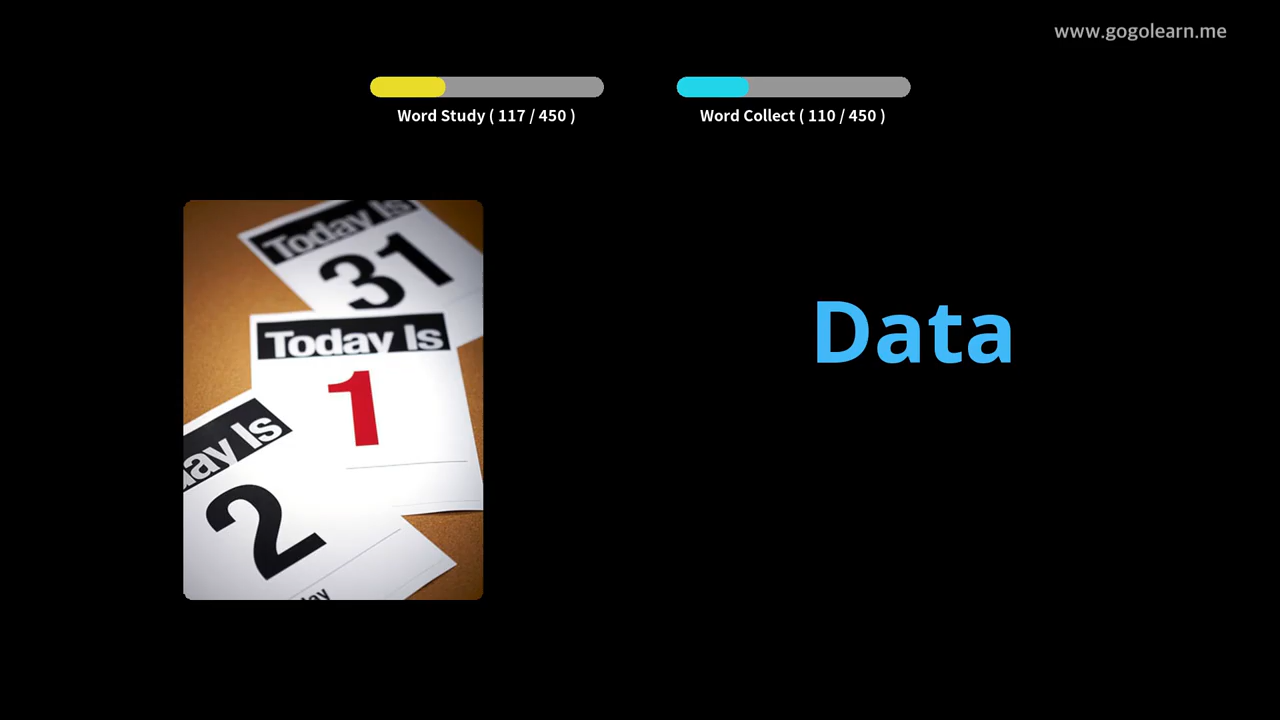 www.gogolearn.me
Word Study ( 117 / 450 )
Word Collect ( 110 / 450 )
Today Is
31
Today Is
1
ay Is
2
Data